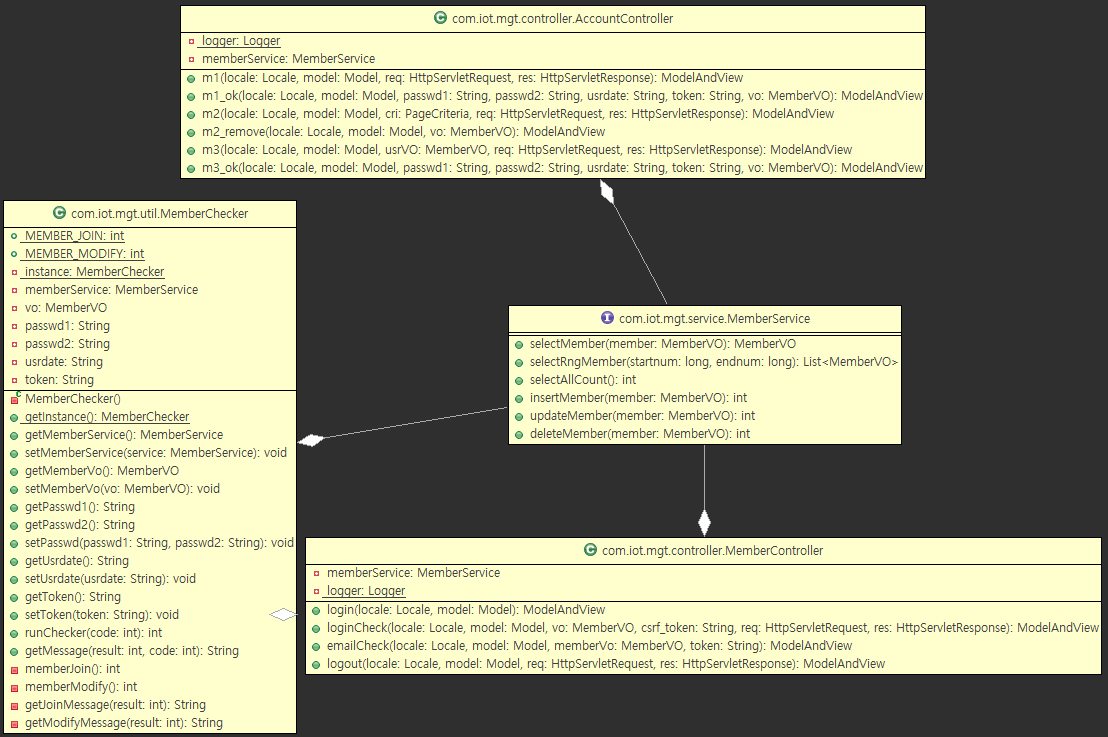 com.iot.mgt.controller.AccountController
logger: Logger
memberService: MemberService
m1(locale: Locale, model: Model, req: HttpServletRequest, res: HttpServletResponse): ModelAndView
m1_ok(locale: Locale, model: Model, passwd1: String, passwd2: String, usrdate: String, token: String, vo: MemberVO): ModelAndView
m2(locale: Locale, model: Model, cri: PageCriteria, req: HttpServletRequest, res: HttpServletResponse): ModelAndView
m2_remove(locale: Locale, model: Model, vo: MemberVO): ModelAndView
m3(locale: Locale, model: Model, usrVO: MemberVO, req: HttpServletRequest, res: HttpServletResponse): ModelAndView
m3_ok(locale: Locale, model: Model, passwd1: String, passwd2: String, usrdate: String, token: String, vo: MemberVO): ModelAndView
com.iot.mgt.util.MemberChecker
MEMBER_JOIN: int
MEMBER_MODIFY: int
instance: MemberChecker
memberService: MemberService
vo: MemberVO
passwd1: String
passwd2: String
usrdate: String
token: String
MemberChecker()
getInstance(): MemberChecker
getMemberService(): MemberService
setMemberService(service: MemberService): void
getMemberVo(): MemberVO
setMemberVo(vo: MemberVO): void
getPasswd1(): String
getPasswd2(): String
setPasswd(passwd1: String, passwd2: String): void
getUsrdate(): String
setUsrdate(usrdate: String): void
getToken(): String
setToken(token: String): void
runChecker(code: int): int
getMessage(result: int, code: int): String
memberJoin(): int
memberModify(): int
getJoinMessage(result: int): String
getModifyMessage(result: int): String
com.iot.mgt.service.MemberService
selectMember(member: MemberVO): MemberVO
selectRngMember(startnum: long, endnum: long): List<MemberVO>
selectAllCount(): int
insertMember(member: MemberVO): int
updateMember(member: MemberVO): int
deleteMember(member: MemberVO): int
com.iot.mgt.controller.MemberController
memberService: MemberService
logger: Logger
login(locale: Locale, model: Model): ModelAndView
loginCheck(locale: Locale, model: Model, vo: MemberVO, csrf_token: String, req: HttpServletRequest, res: HttpServletResponse): ModelAndView
emailCheck(locale: Locale, model: Model, memberVo: MemberVO, token: String): ModelAndView
logout(locale: Locale, model: Model, req: HttpServletRequest, res: HttpServletResponse): ModelAndView